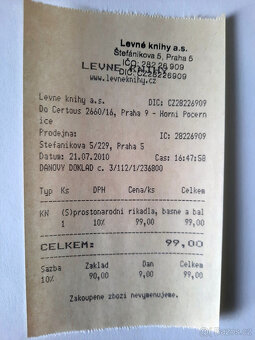 Levné knihy a.s.
Štefánikova 5, Praha 5
IČO: 28226909
LEVNE KNIHY
DIČ: CZ28226909
www.levneknihy.cz
Levne knihy a.s. DIC: CZ28226909
Do Certous 2660/16, Praha 9 - Horni Pocern
ice
Prodejna: IC: 28226909
Stefanikova 5/229, Praha 5
Datum: 21.07.2010 Cas: 16:47:58
DANOVY DOKLAD c. 3/112/1/236800
Typ Ks DPH Cena/ks Celkem
KN (S)prostonarodni rikadla, basne a bal
1 10% 99,00 99,00
CELKEM: 99,00
Sazba Zaklad Dan Celkem
10% 90,00 9,00 99,00
Zakoupene zbozi nevymenujeme.